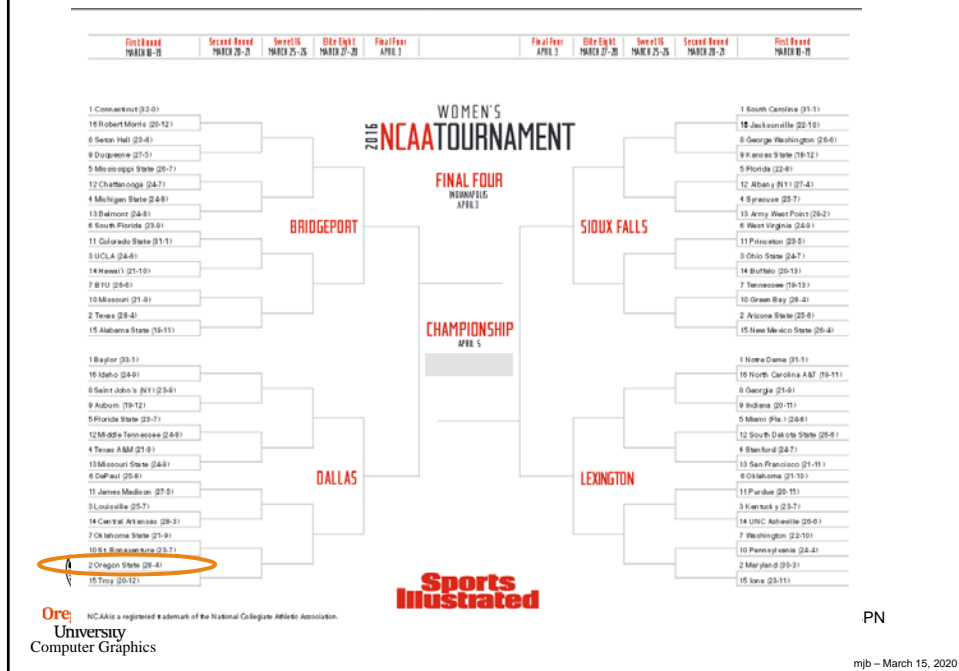 First Round Second Round Sweet 16 Elite Eight Final Four Final Four Elite Eight Sweet 16 Second Round First Round
MARCH 18-19 MARCH 20-21 MARCH 25-26 MARCH 27-28 APRIL 3 APRIL 3 MARCH 27-28 MARCH 25-26 MARCH 20-21 MARCH 18-19
WOMEN'S
2016 NCAA TOURNAMENT
FINAL FOUR
INDIANAPOLIS
APRIL 3
1 Connecticut (32-0)
16 Robert Morris (20-12)
8 Seton Hall (23-8)
9 Duquesne (27-5)
5 Mississippi State (26-7)
12 Chattanooga (24-7)
4 Michigan State (24-8)
13 Belmont (24-8)
6 South Florida (23-9)
11 Colorado State (31-1)
3 UCLA (24-8)
14 Hawai'i (21-10)
7 BYU (26-6)
10 Missouri (21-9)
2 Texas (28-4)
15 Alabama State (19-11)
BRIDGEPORT
1 South Carolina (31-1)
16 Jacksonville (22-10)
8 George Washington (26-6)
9 Kansas State (18-12)
5 Florida (22-8)
12 Albany (NY) (27-4)
4 Syracuse (25-7)
13 Army West Point (29-2)
6 West Virginia (24-9)
11 Princeton (23-5)
3 Ohio State (24-7)
14 Buffalo (20-13)
7 Tennessee (19-13)
10 Green Bay (28-4)
2 Arizona State (25-6)
15 New Mexico State (26-4)
SIOUX FALLS
CHAMPIONSHIP
APRIL 5
1 Baylor (33-1)
16 Idaho (24-9)
8 Saint John's (NY) (23-9)
9 Auburn (19-12)
5 Florida State (23-7)
12 Middle Tennessee (24-8)
4 Texas A&M (21-9)
13 Missouri State (24-9)
6 DePaul (25-8)
11 James Madison (27-5)
3 Louisville (25-7)
14 Central Arkansas (28-3)
7 Oklahoma State (21-9)
10 St. Bonaventure (23-7)
2 Oregon State (28-4)
15 Troy (20-12)
DALLAS
1 Notre Dame (31-1)
16 North Carolina A&T (19-11)
8 Georgia (21-9)
9 Indiana (20-11)
5 Miami (Fla.) (24-8)
12 South Dakota State (26-6)
4 Stanford (24-7)
13 San Francisco (21-11)
6 Oklahoma (21-10)
11 Purdue (20-11)
3 Kentucky (23-7)
14 UNC Asheville (26-6)
7 Washington (22-10)
10 Pennsylvania (24-4)
2 Maryland (30-3)
15 Iona (23-11)
LEXINGTON
Sports
Illustrated
NCAA is a registered trademark of the National Collegiate Athletic Association.
Ore
University
Computer Graphics
PN
mjb – March 15, 2020